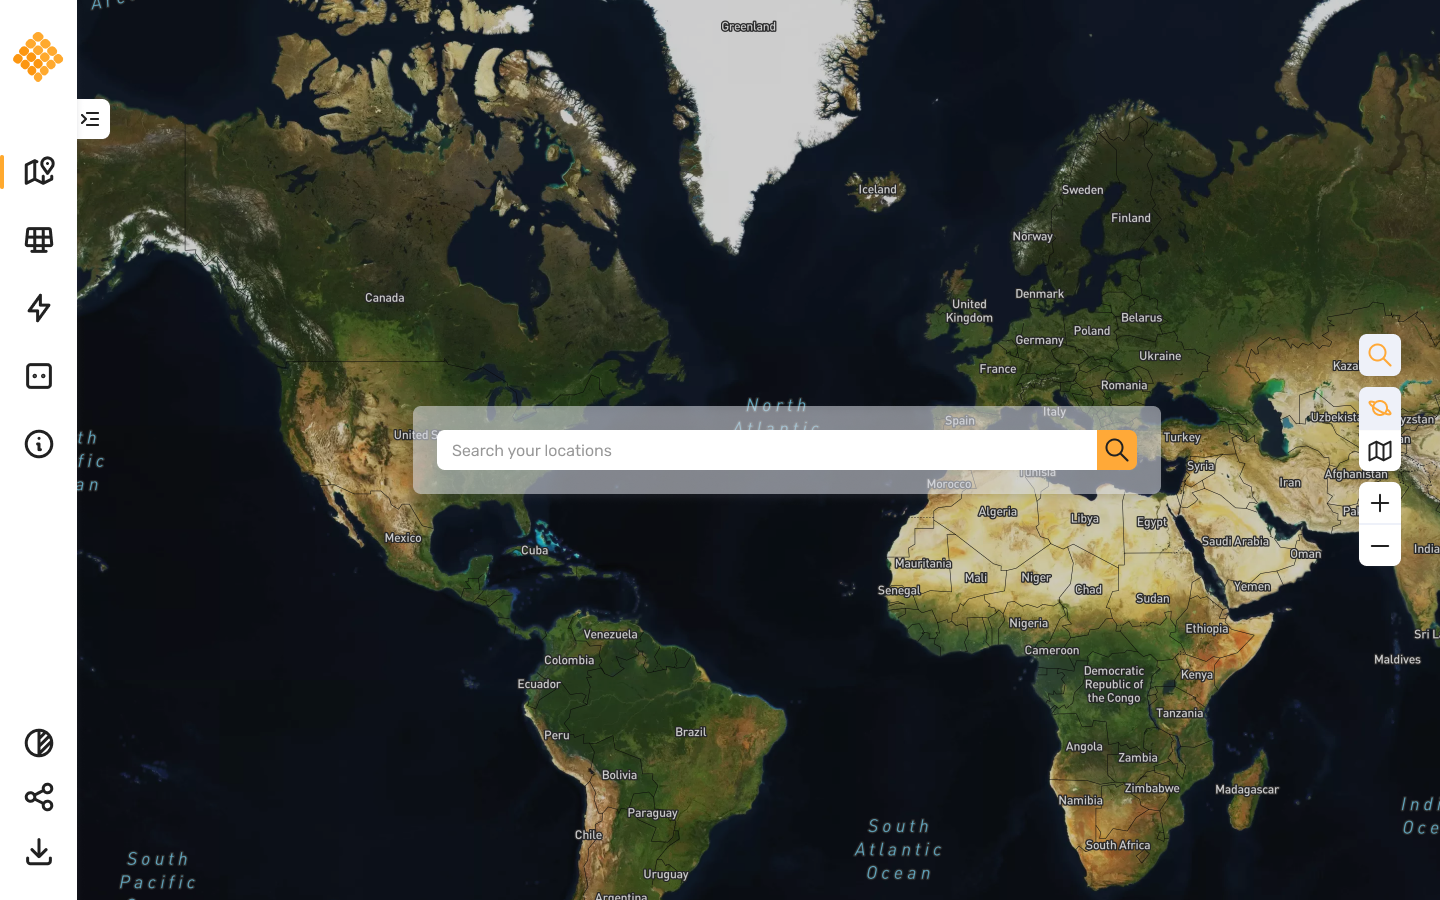 Greenland
Iceland
Sweden
Finland
Norway
Canada
Denmark
United
Kingdom
Belarus
Poland
Germany
Ukraine
France
Kaza
Romania
North
Atlantic
Italy
Spain
Uzbekista
yzstan
United S
th
fic
an
Search your locations
Turkey
an
Syria
Tunisia
Afghanistan
Morocco
Iran
Algeria
Libya
Egypt
Pal
Mexico
Cuba
Saudi Arabia
Oman
India
Mauritania
Mali
Niger
Chad
Senegal
Yemen
Sudan
Nigeria
Ethiopia
Venezuela
Sri L
Cameroon
Colombia
Maldives
Democratic
Republic of
the Congo
Kenya
Ecuador
Tanzania
Peru
Brazil
Angola
Zambia
Bolivia
Zimbabwe
Madagascar
Namibia
Paraguay
Indi
Oce
South
Atlantic
Ocean
Chile
South Africa
South
Pacific
Uruguay
Argentina